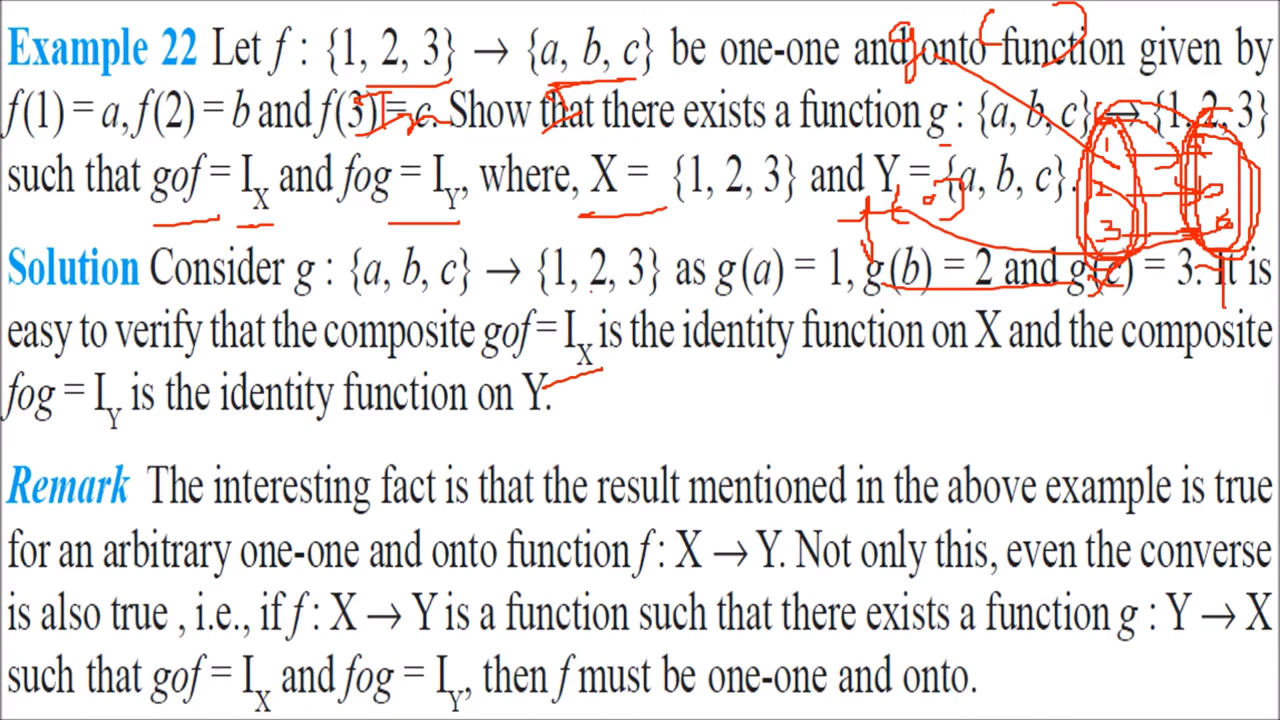 Example 22 Let f : {1, 2, 3} → {a, b, c} be one-one and onto function given by
f(1) = a, f(2) = b and f(3) = c. Show that there exists a function g : {a, b, c} → {1, 2, 3}
such that gof = I_X and fog = I_Y, where, X = {1, 2, 3} and Y = {a, b, c}.
Solution Consider g : {a, b, c} → {1, 2, 3} as g(a) = 1, g(b) = 2 and g(c) = 3. It is
easy to verify that the composite gof = I_X is the identity function on X and the composite
fog = I_Y is the identity function on Y.
Remark The interesting fact is that the result mentioned in the above example is true
for an arbitrary one-one and onto function f : X → Y. Not only this, even the converse
is also true , i.e., if f : X → Y is a function such that there exists a function g : Y → X
such that gof = I_X and fog = I_Y, then f must be one-one and onto.